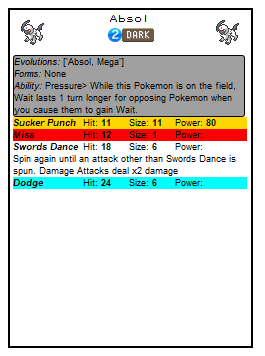 Absol
2 DARK
Evolutions: ['Absol, Mega']
Forms: None
Ability: Pressure> While this Pokemon is on the field,
Wait lasts 1 turn longer for opposing Pokemon when
you cause them to gain Wait.
Sucker Punch Hit: 11 Size: 11 Power: 80
Miss Hit: 12 Size: 1 Power:
Swords Dance Hit: 18 Size: 6 Power:
Spin again until an attack other than Swords Dance is
spun. Damage Attacks deal x2 damage
Dodge Hit: 24 Size: 6 Power: